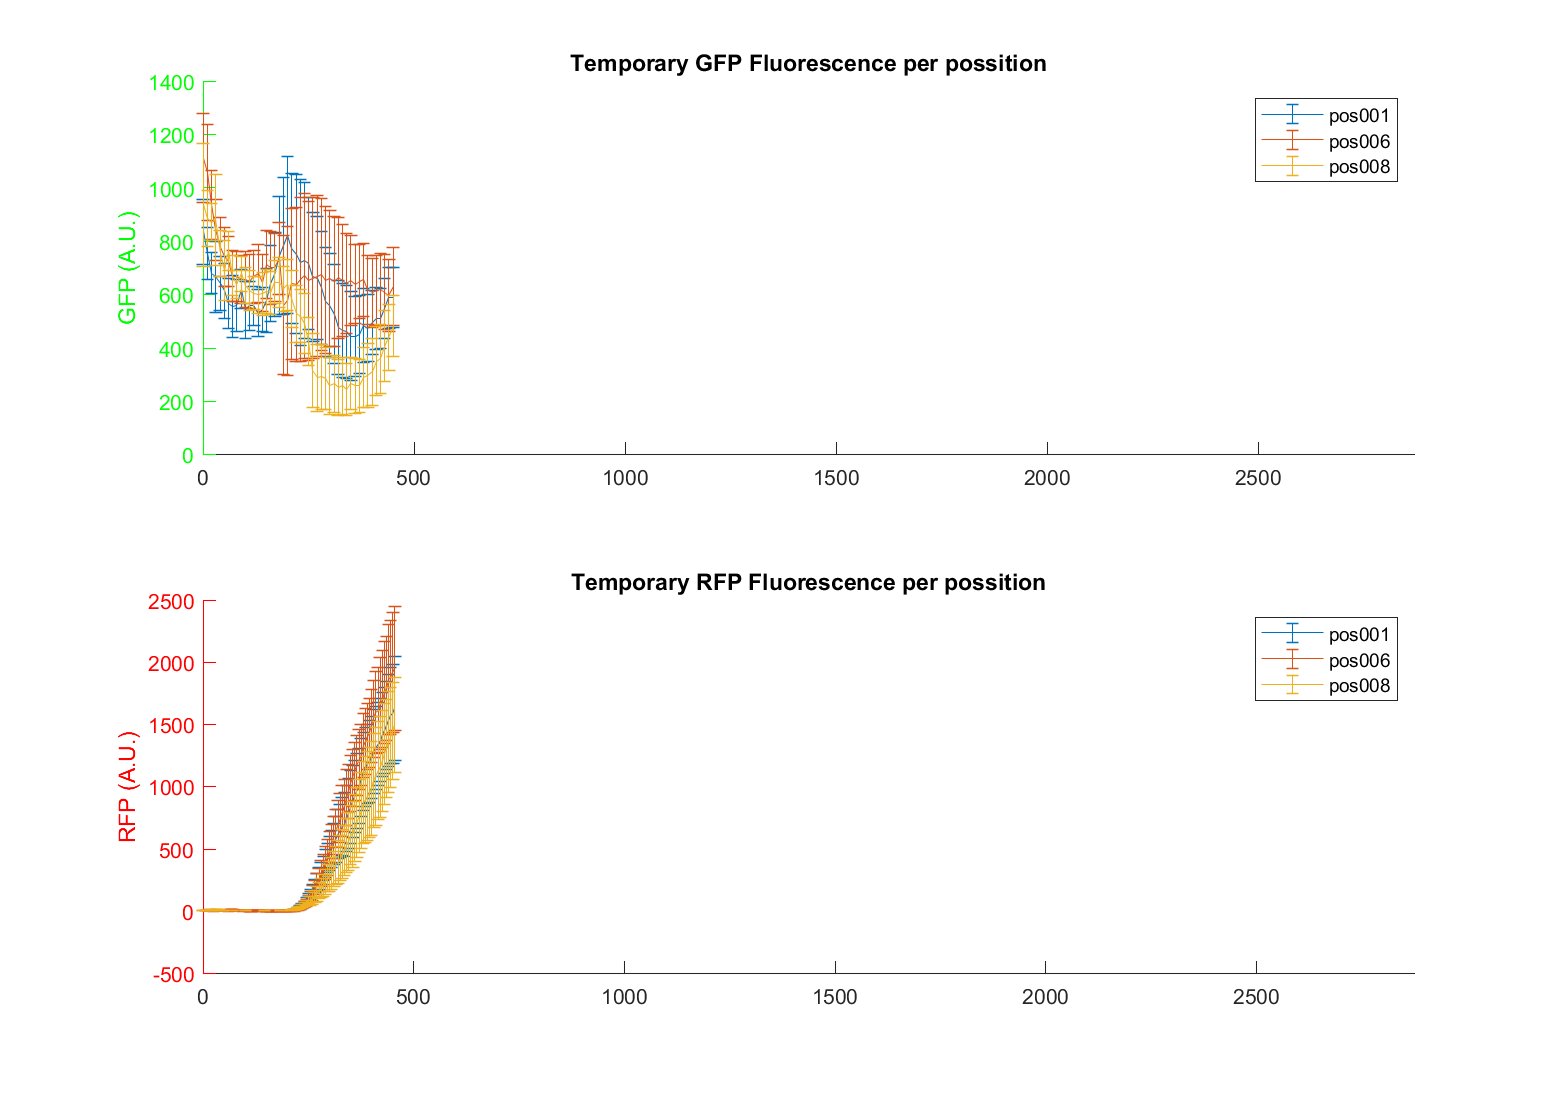 Temporary GFP Fluorescence per possition
1400
1200
1000
800
600
400
200
0
GFP (A.U.)
pos001
pos006
pos008
0 500 1000 1500 2000 2500
Temporary RFP Fluorescence per possition
2500
2000
1500
1000
500
0
-500
RFP (A.U.)
pos001
pos006
pos008
0 500 1000 1500 2000 2500